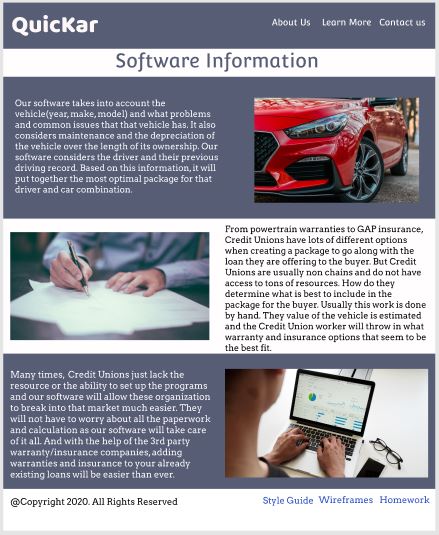 QuicKar
About Us Learn More Contact us
Software Information
Our software takes into account the
vehicle(year,make,model) and what problems
and common issues that that vehicle has. It also
considers maintenance and the depreciation of
the vehicle over the length of its ownership. Our
software considers the driver and their previous
driving record. Based on this information,it will
put together the most optimal package for that
driver and car combination.
From powertrain warranties to GAP insurance,
Credit Unions have lots of different options
when creating a package to go along with the
loan they are offering to the buyer. But Credit
Unions are usually non chains and do not have
access to tons of resources. How do they
determine what is best to include in the
package for the buyer. Usually this work is done
by hand. They value of the vehicle is estimated
and the Credit Union worker will throw in what
warranty and insurance options that seem to be
the best fit.
Many times, Credit Unions just lack the
resource or the ability to set up the programs
and our software will allow these organization
to break into that market much easier. They
will not have to worry about all the paperwork
and calculation as our software will take care
of it all. And with the help of the 3rd party
warranty/insurance companies,adding
warranties and insurance to your already
existing loans will be easier than ever.
@Copyright 2020. All Rights Reserved
Style Guide Wireframes Homework